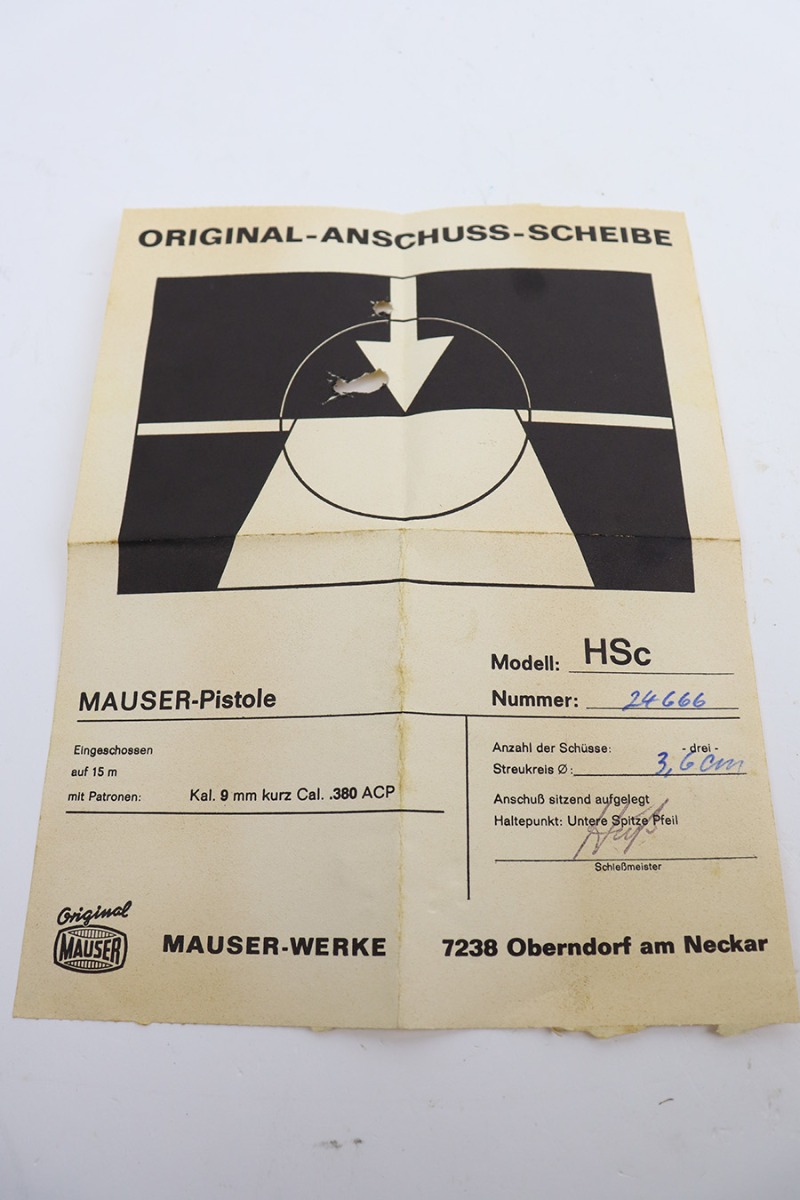 ORIGINAL-ANSCHUSS-SCHEIBE
Modell: HSc
MAUSER-Pistole
Nummer: 24666
Eingeschossen
auf 15 m
mit Patronen: Kal. 9 mm kurz Cal. .380 ACP
Anzahl der Schüsse: - drei -
Streukreis Ø: 3,6 cm
Anschuß sitzend aufgelegt
Haltepunkt: Untere Spitze Pfeil
Schießmeister
Original
MAUSER
MAUSER-WERKE 7238 Oberndorf am Neckar